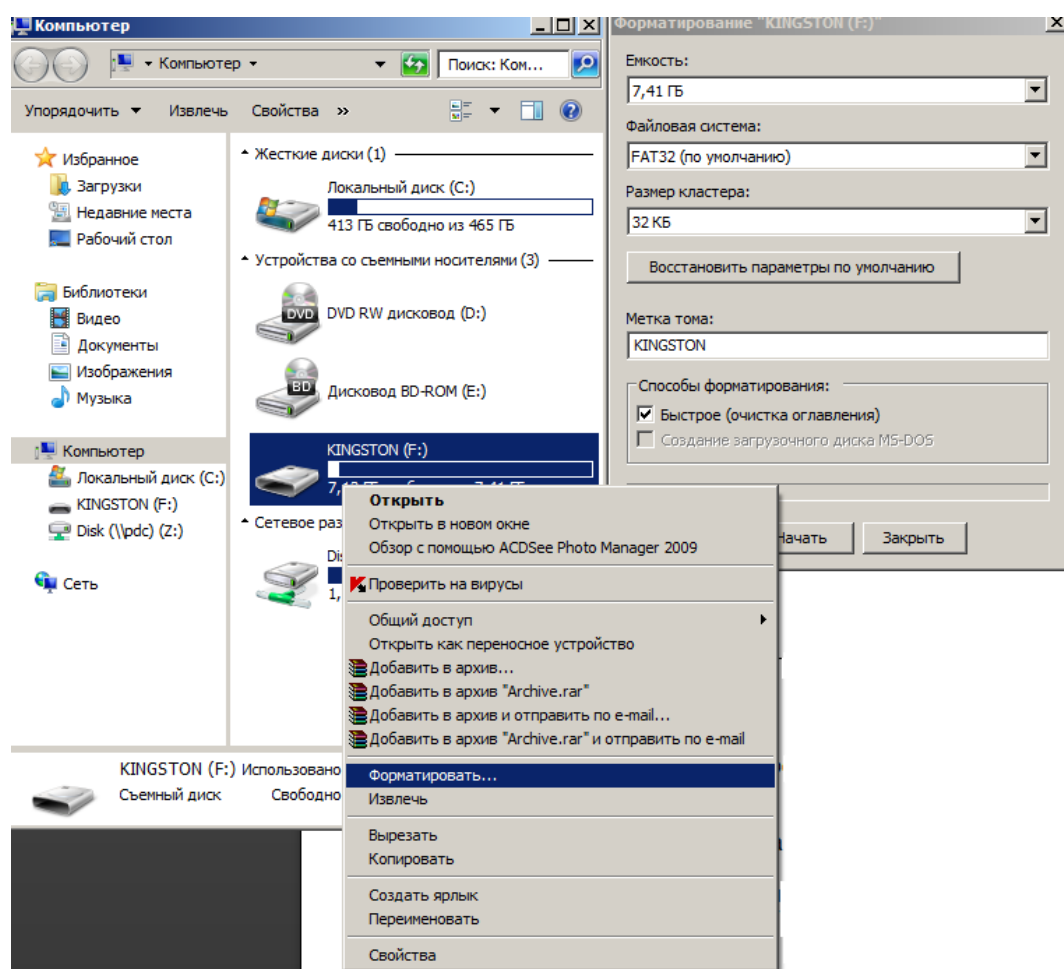 Компьютер
Компьютер
Поиск: Ком...
Упорядочить
Извлечь
Свойства
»
Избранное
Загрузки
Недавние места
Рабочий стол
Библиотеки
Видео
Документы
Изображения
Музыка
Компьютер
Локальный диск (C:)
KINGSTON (F:)
Disk (\\pdc) (Z:)
Сеть
Жесткие диски (1)
Локальный диск (C:)
413 ГБ свободно из 465 ГБ
Устройства со съемными носителями (3)
DVD
DVD RW дисковод (D:)
BD
Дисковод BD-ROM (E:)
KINGSTON (F:)
Сетевое
KINGSTON (F:) Использовано
Съемный диск
Свободно
Открыть
Открыть в новом окне
Обзор с помощью ACDSee Photo Manager 2009
Проверить на вирусы
Общий доступ
Открыть как переносное устройство
Добавить в архив...
Добавить в архив "Archive.rar"
Добавить в архив и отправить по e-mail...
Добавить в архив "Archive.rar" и отправить по e-mail
Форматировать...
Извлечь
Вырезать
Копировать
Создать ярлык
Переименовать
Свойства
Форматирование "KINGSTON (F:)"
Емкость:
7,41 ГБ
Файловая система:
FAT32 (по умолчанию)
Размер кластера:
32 КБ
Восстановить параметры по умолчанию
Метка тома:
KINGSTON
Способы форматирования:
Быстрое (очистка оглавления)
Создание загрузочного диска MS-DOS
Закрыть